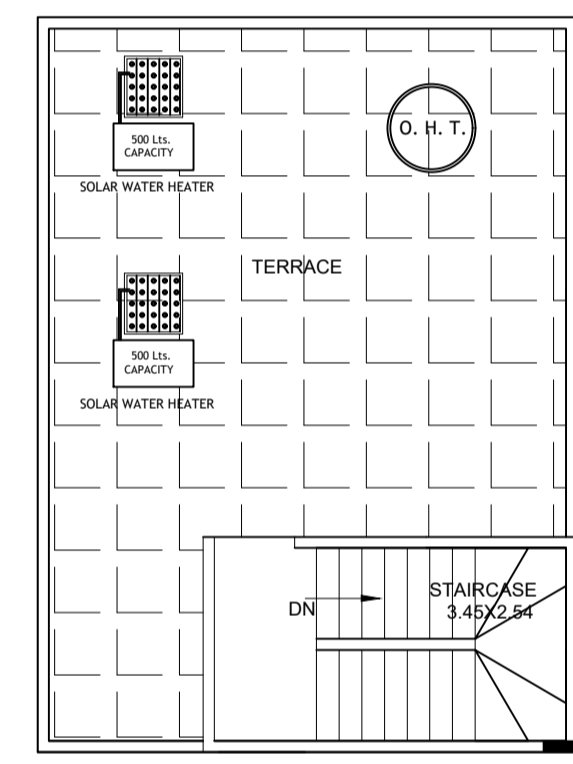 500 Lts.
CAPACITY
SOLAR WATER HEATER
O. H. T.
TERRACE
500 Lts.
CAPACITY
SOLAR WATER HEATER
STAIRCASE
3.45X2.54
DN